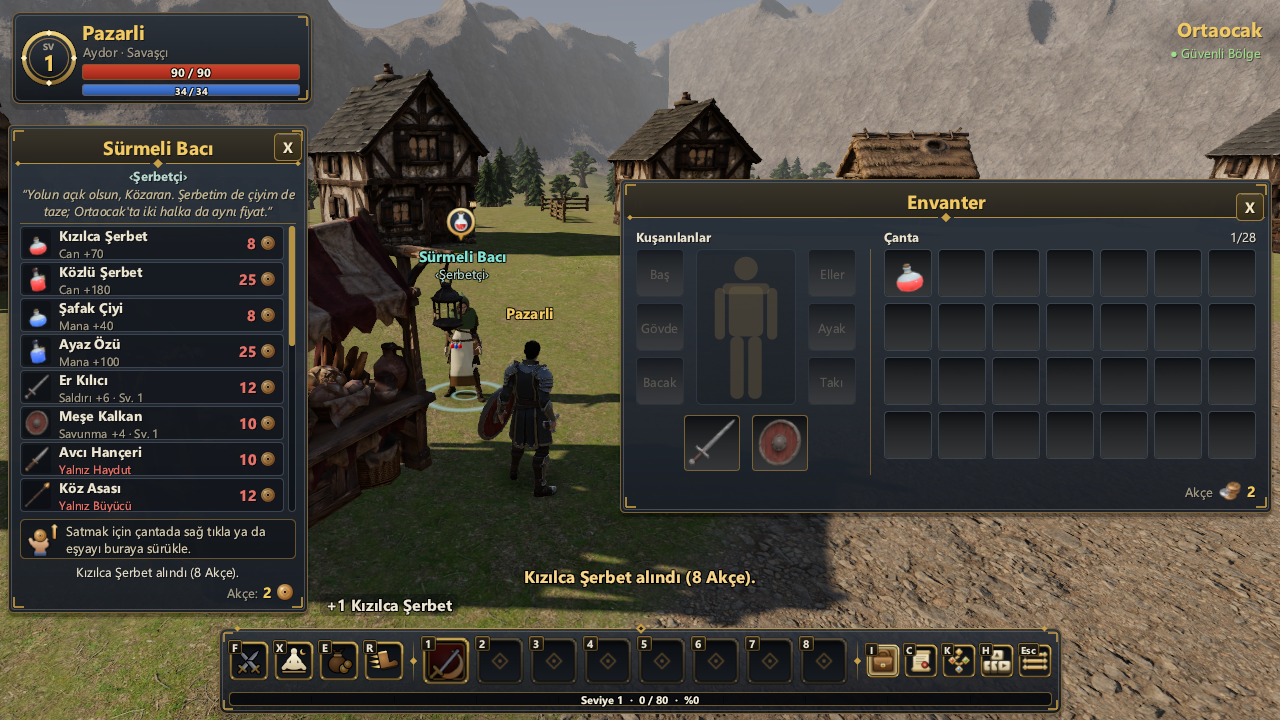 SV
1
Pazarli
Aydor · Savaşçı
90 / 90
34 / 34
Ortaocak
Güvenli Bölge
Sürmeli Bacı
X
‹Şerbetçi›
"Yolun açık olsun, Közaran. Şerbetim de çiyim de
taze; Ortaocak'ta iki halka da aynı fiyat."
Kızılca Şerbet
Can +70
8
Közlü Şerbet
Can +180
25
Şafak Çiyi
Mana +40
8
Ayaz Özü
Mana +100
25
Er Kılıcı
Saldırı +6 · Sv. 1
12
Meşe Kalkan
Savunma +4 · Sv. 1
10
Avcı Hançeri
Yalnız Haydut
10
Köz Asası
Yalnız Büyücü
12
Satmak için çantada sağ tıkla ya da
eşyayı buraya sürükle.
Kızılca Şerbet alındı (8 Akçe).
Akçe: 2
Sürmeli Bacı
‹Şerbetçi›
Pazarli
Envanter
X
Kuşanılanlar
Baş
Gövde
Bacak
Eller
Ayak
Takı
Çanta
1/28
Akçe 2
Kızılca Şerbet alındı (8 Akçe).
+1 Kızılca Şerbet
F
X
E
R
1
2
3
4
5
6
7
8
I
C
K
H
Esc
Seviye 1 · 0 / 80 · %0